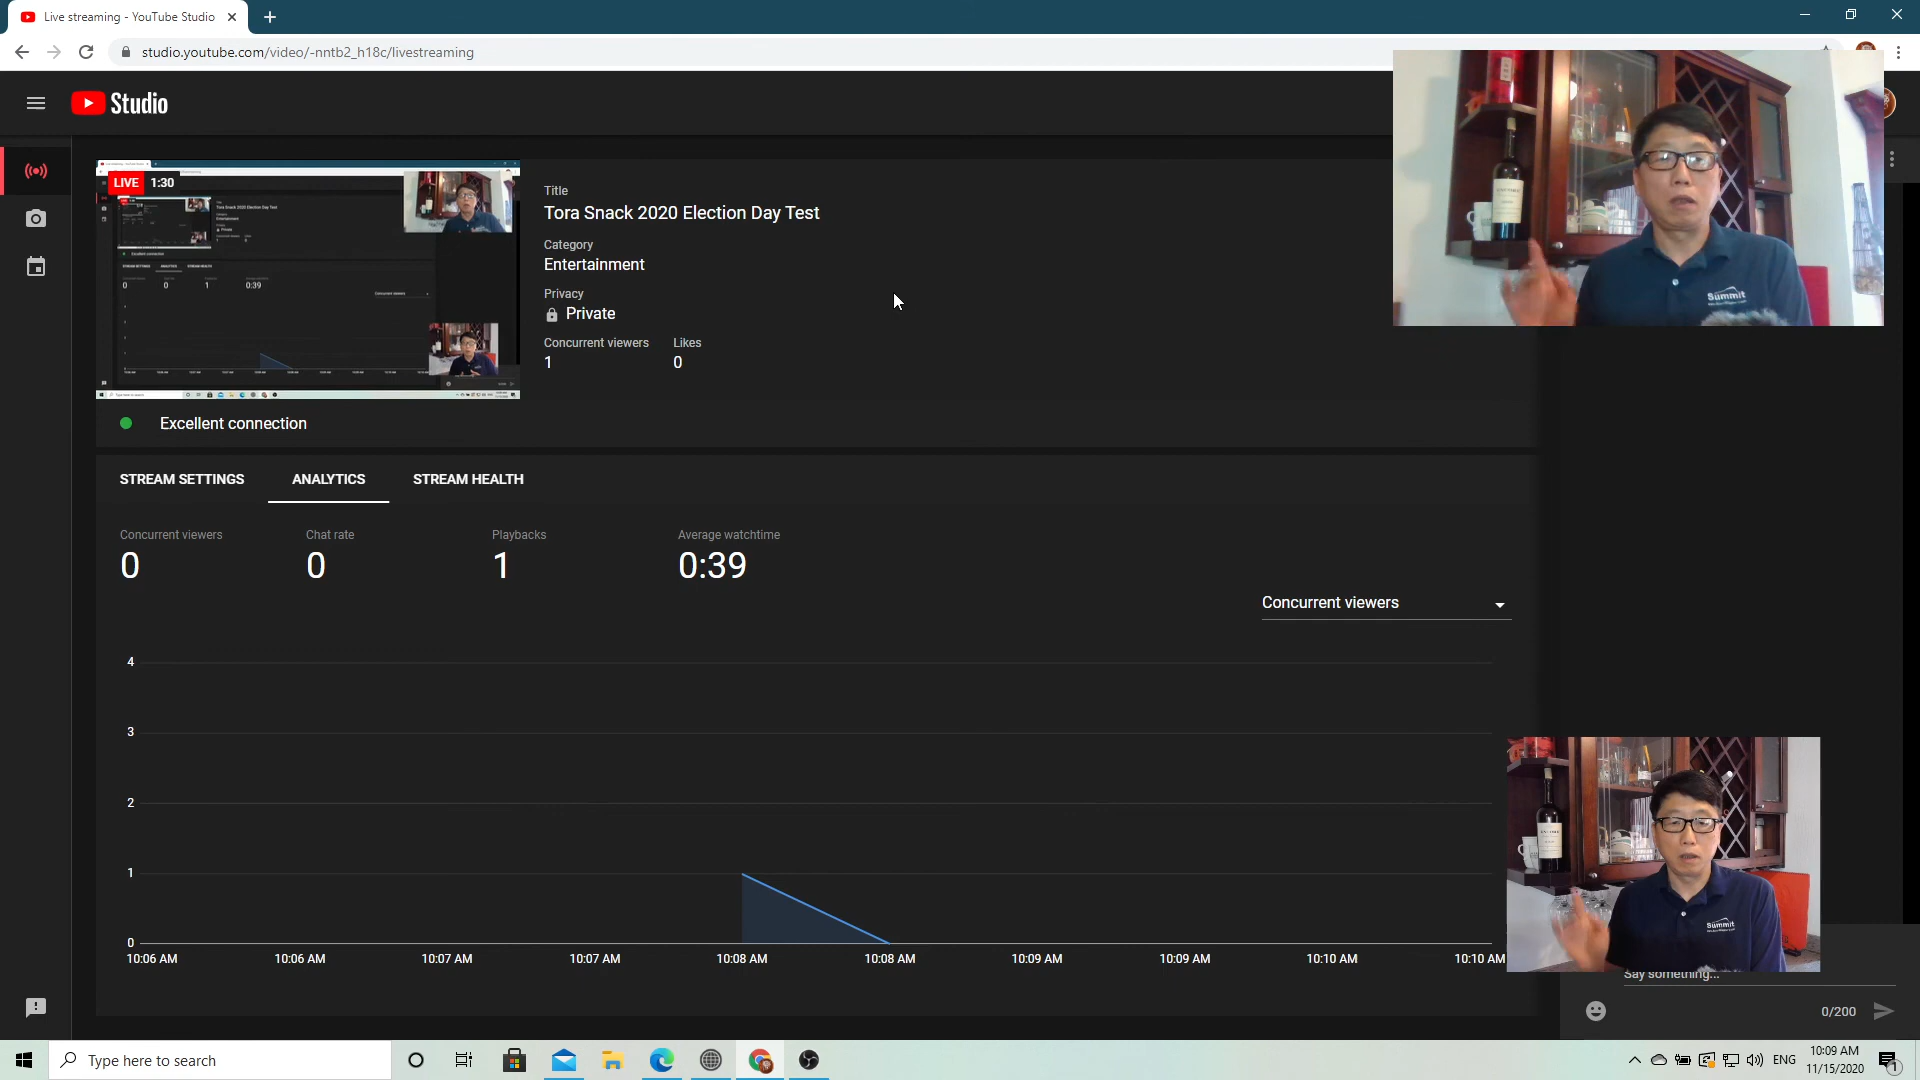 Live streaming - YouTube Studio
studio.youtube.com/video/-nntb2_h18c/livestreaming
Studio
LIVE 1:30
Title
Tora Snack 2020 Election Day Test
Category
Entertainment
Privacy
Private
Concurrent viewers Likes
1 0
Excellent connection
STREAM SETTINGS ANALYTICS STREAM HEALTH
Concurrent viewers Chat rate Playbacks Average watchtime
0 0 1 0:39
Concurrent viewers
4
3
2
1
0
10:06 AM 10:06 AM 10:07 AM 10:07 AM 10:08 AM 10:08 AM 10:09 AM 10:09 AM 10:10 AM 10:10 AM
Summit
Summit
Say something...
0/200
Type here to search
ENG
10:09 AM
11/15/2020
1